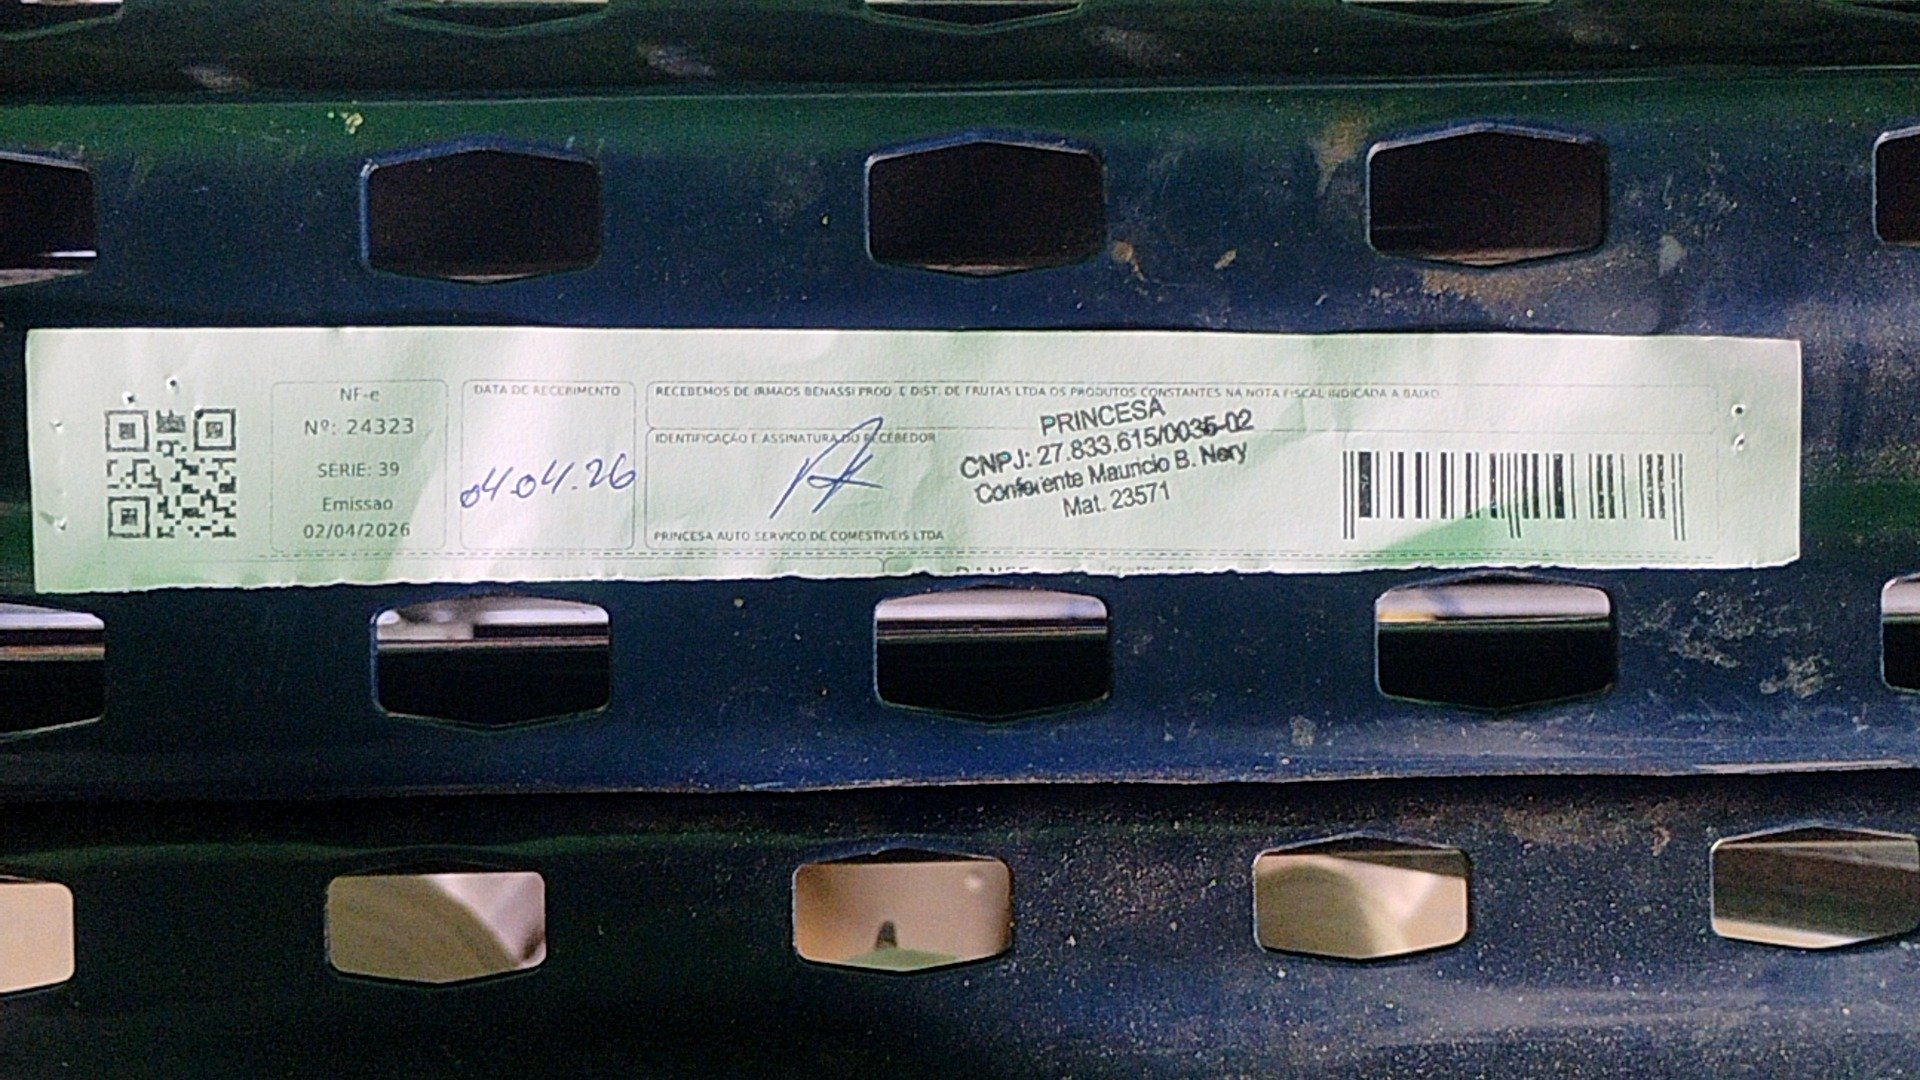 NF-e
Nº: 24323
SÉRIE: 39
Emissao
02/04/2026
DATA DE RECEBIMENTO
04.04.26
RECEBEMOS DE IRMAOS BENASSI PROD. E DIST. DE FRUTAS LTDA OS PRODUTOS CONSTANTES NA NOTA FISCAL INDICADA A BAIXO
IDENTIFICAÇÃO E ASSINATURA DO RECEBEDOR
PRINCESA AUTO SERVICO DE COMESTIVEIS LTDA
PRINCESA
CNPJ: 27.833.615/0035-02
Conferente Mauricio B. Nery
Mat. 23571